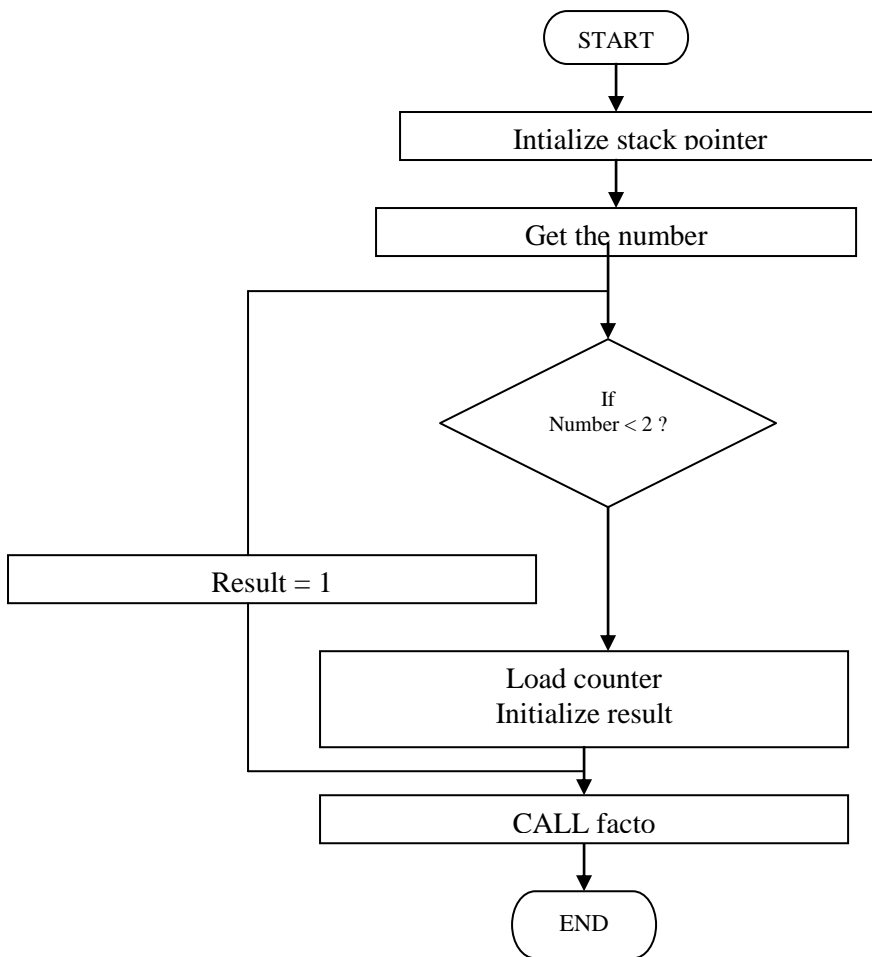 START
Intialize stack pointer
Get the number
If
Number < 2 ?
Result = 1
Load counter
Initialize result
CALL facto
END